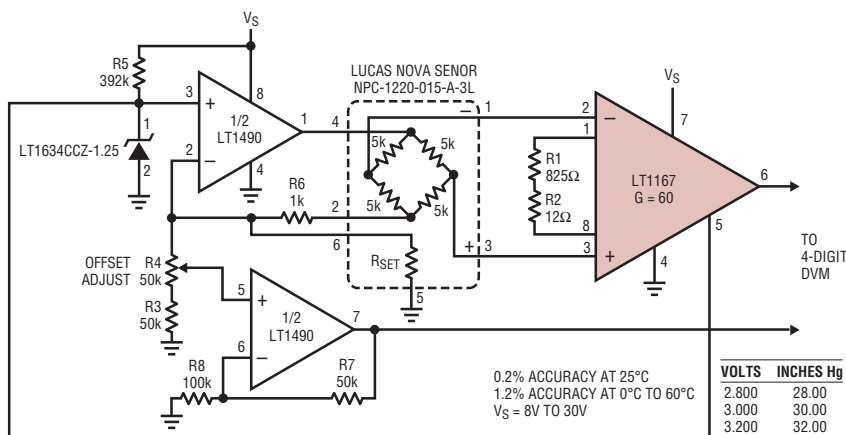 VS
R5
392k
3
+
8
1/2
LT1490
1
2
–
4
1
LT1634CCZ-1.25
2
LUCAS NOVA SENOR
NPC-1220-015-A-3L
4
–
1
5k
5k
5k
5k
2
6
RSET
+
3
5
R6
1k
OFFSET
ADJUST
R4
50k
R3
50k
5
+
1/2
LT1490
7
6
–
R8
100k
R7
50k
VS
2
–
7
1
R1
825Ω
R2
12Ω
LT1167
G = 60
6
8
5
3
+
4
TO
4-DIGIT
DVM
0.2% ACCURACY AT 25°C
1.2% ACCURACY AT 0°C TO 60°C
VS = 8V TO 30V
VOLTS INCHES Hg
2.800 28.00
3.000 30.00
3.200 32.00